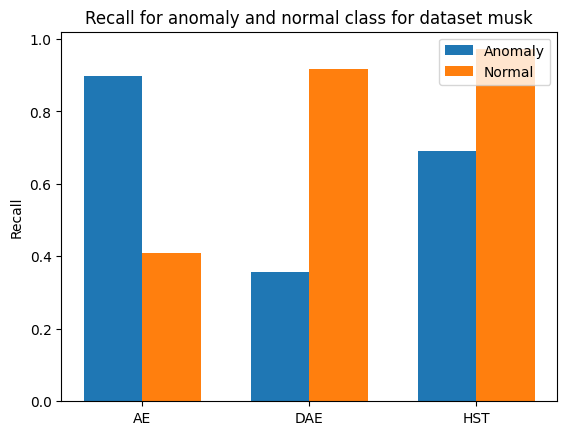 Recall for anomaly and normal class for dataset musk
Anomaly
Normal
Recall
1.0
0.8
0.6
0.4
0.2
0.0
AE DAE HST